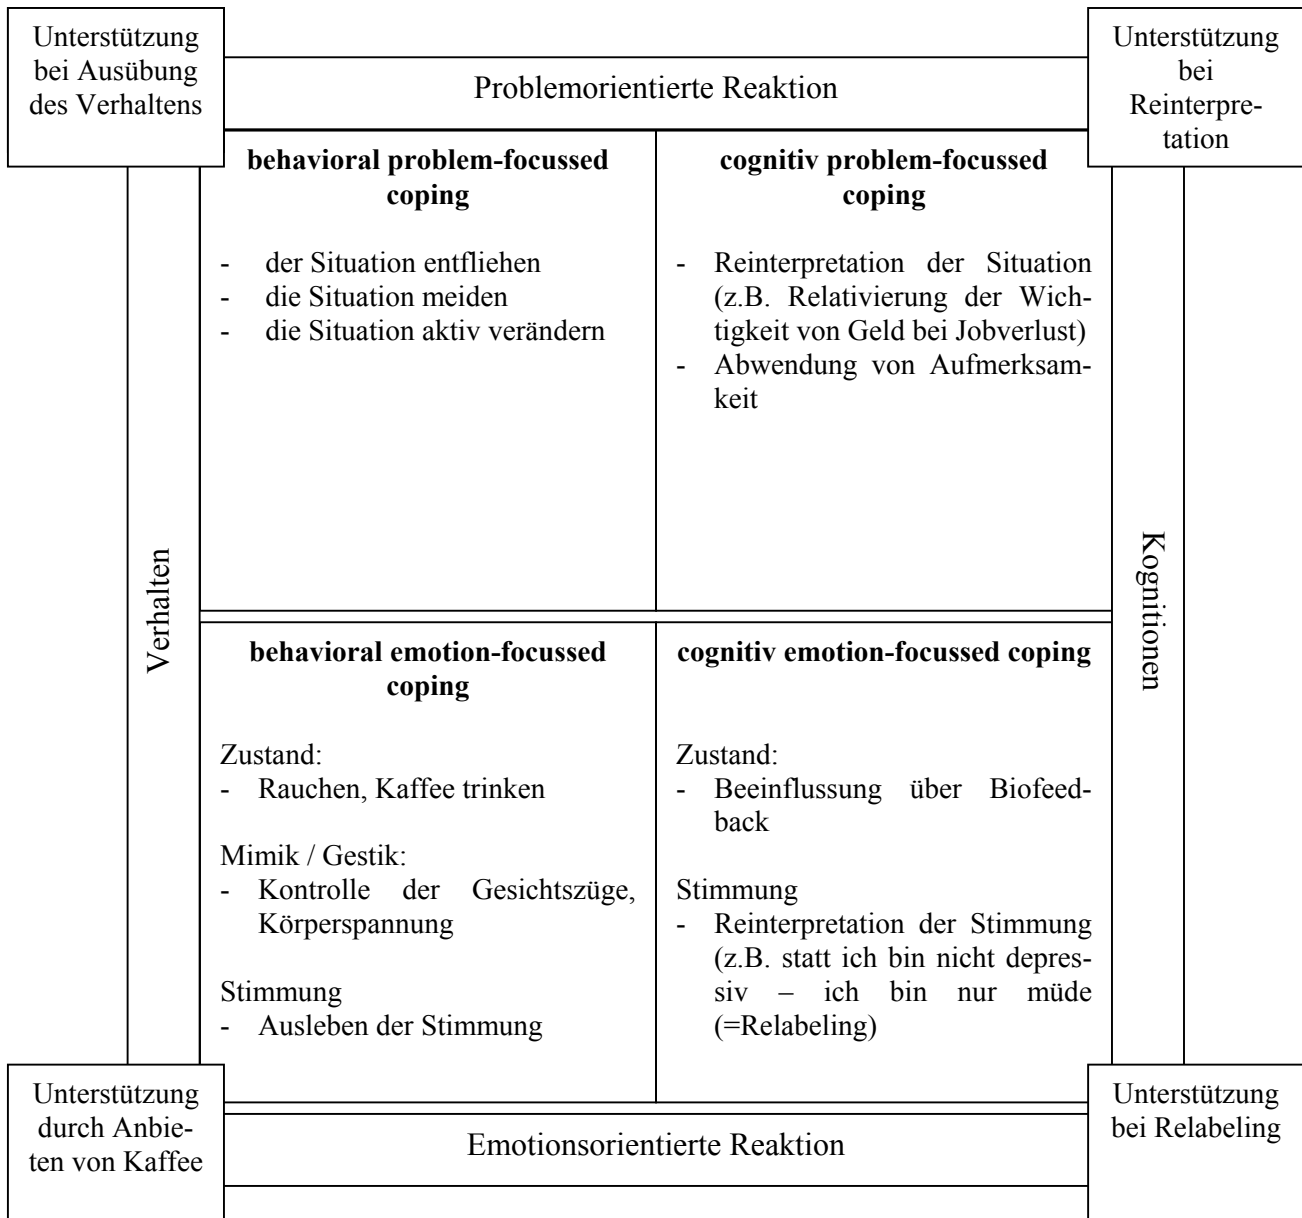 Unterstützung
bei Ausübung
des Verhaltens
Problemorientierte Reaktion
Unterstützung
bei
Reinterpre-
tation
behavioral problem-focussed
coping
- der Situation entfliehen
- die Situation meiden
- die Situation aktiv verändern
cognitiv problem-focussed
coping
- Reinterpretation der Situation
(z.B. Relativierung der Wich-
tigkeit von Geld bei Jobverlust)
- Abwendung von Aufmerksam-
keit
Verhalten
Kognitionen
behavioral emotion-focussed
coping
Zustand:
- Rauchen, Kaffee trinken
Mimik / Gestik:
- Kontrolle der Gesichtszüge,
Körperspannung
Stimmung
- Ausleben der Stimmung
cognitiv emotion-focussed coping
Zustand:
- Beeinflussung über Biofeed-
back
Stimmung
- Reinterpretation der Stimmung
(z.B. statt ich bin nicht depres-
siv – ich bin nur müde
(=Relabeling)
Unterstützung
durch Anbie-
ten von Kaffee
Emotionsorientierte Reaktion
Unterstützung
bei Relabeling